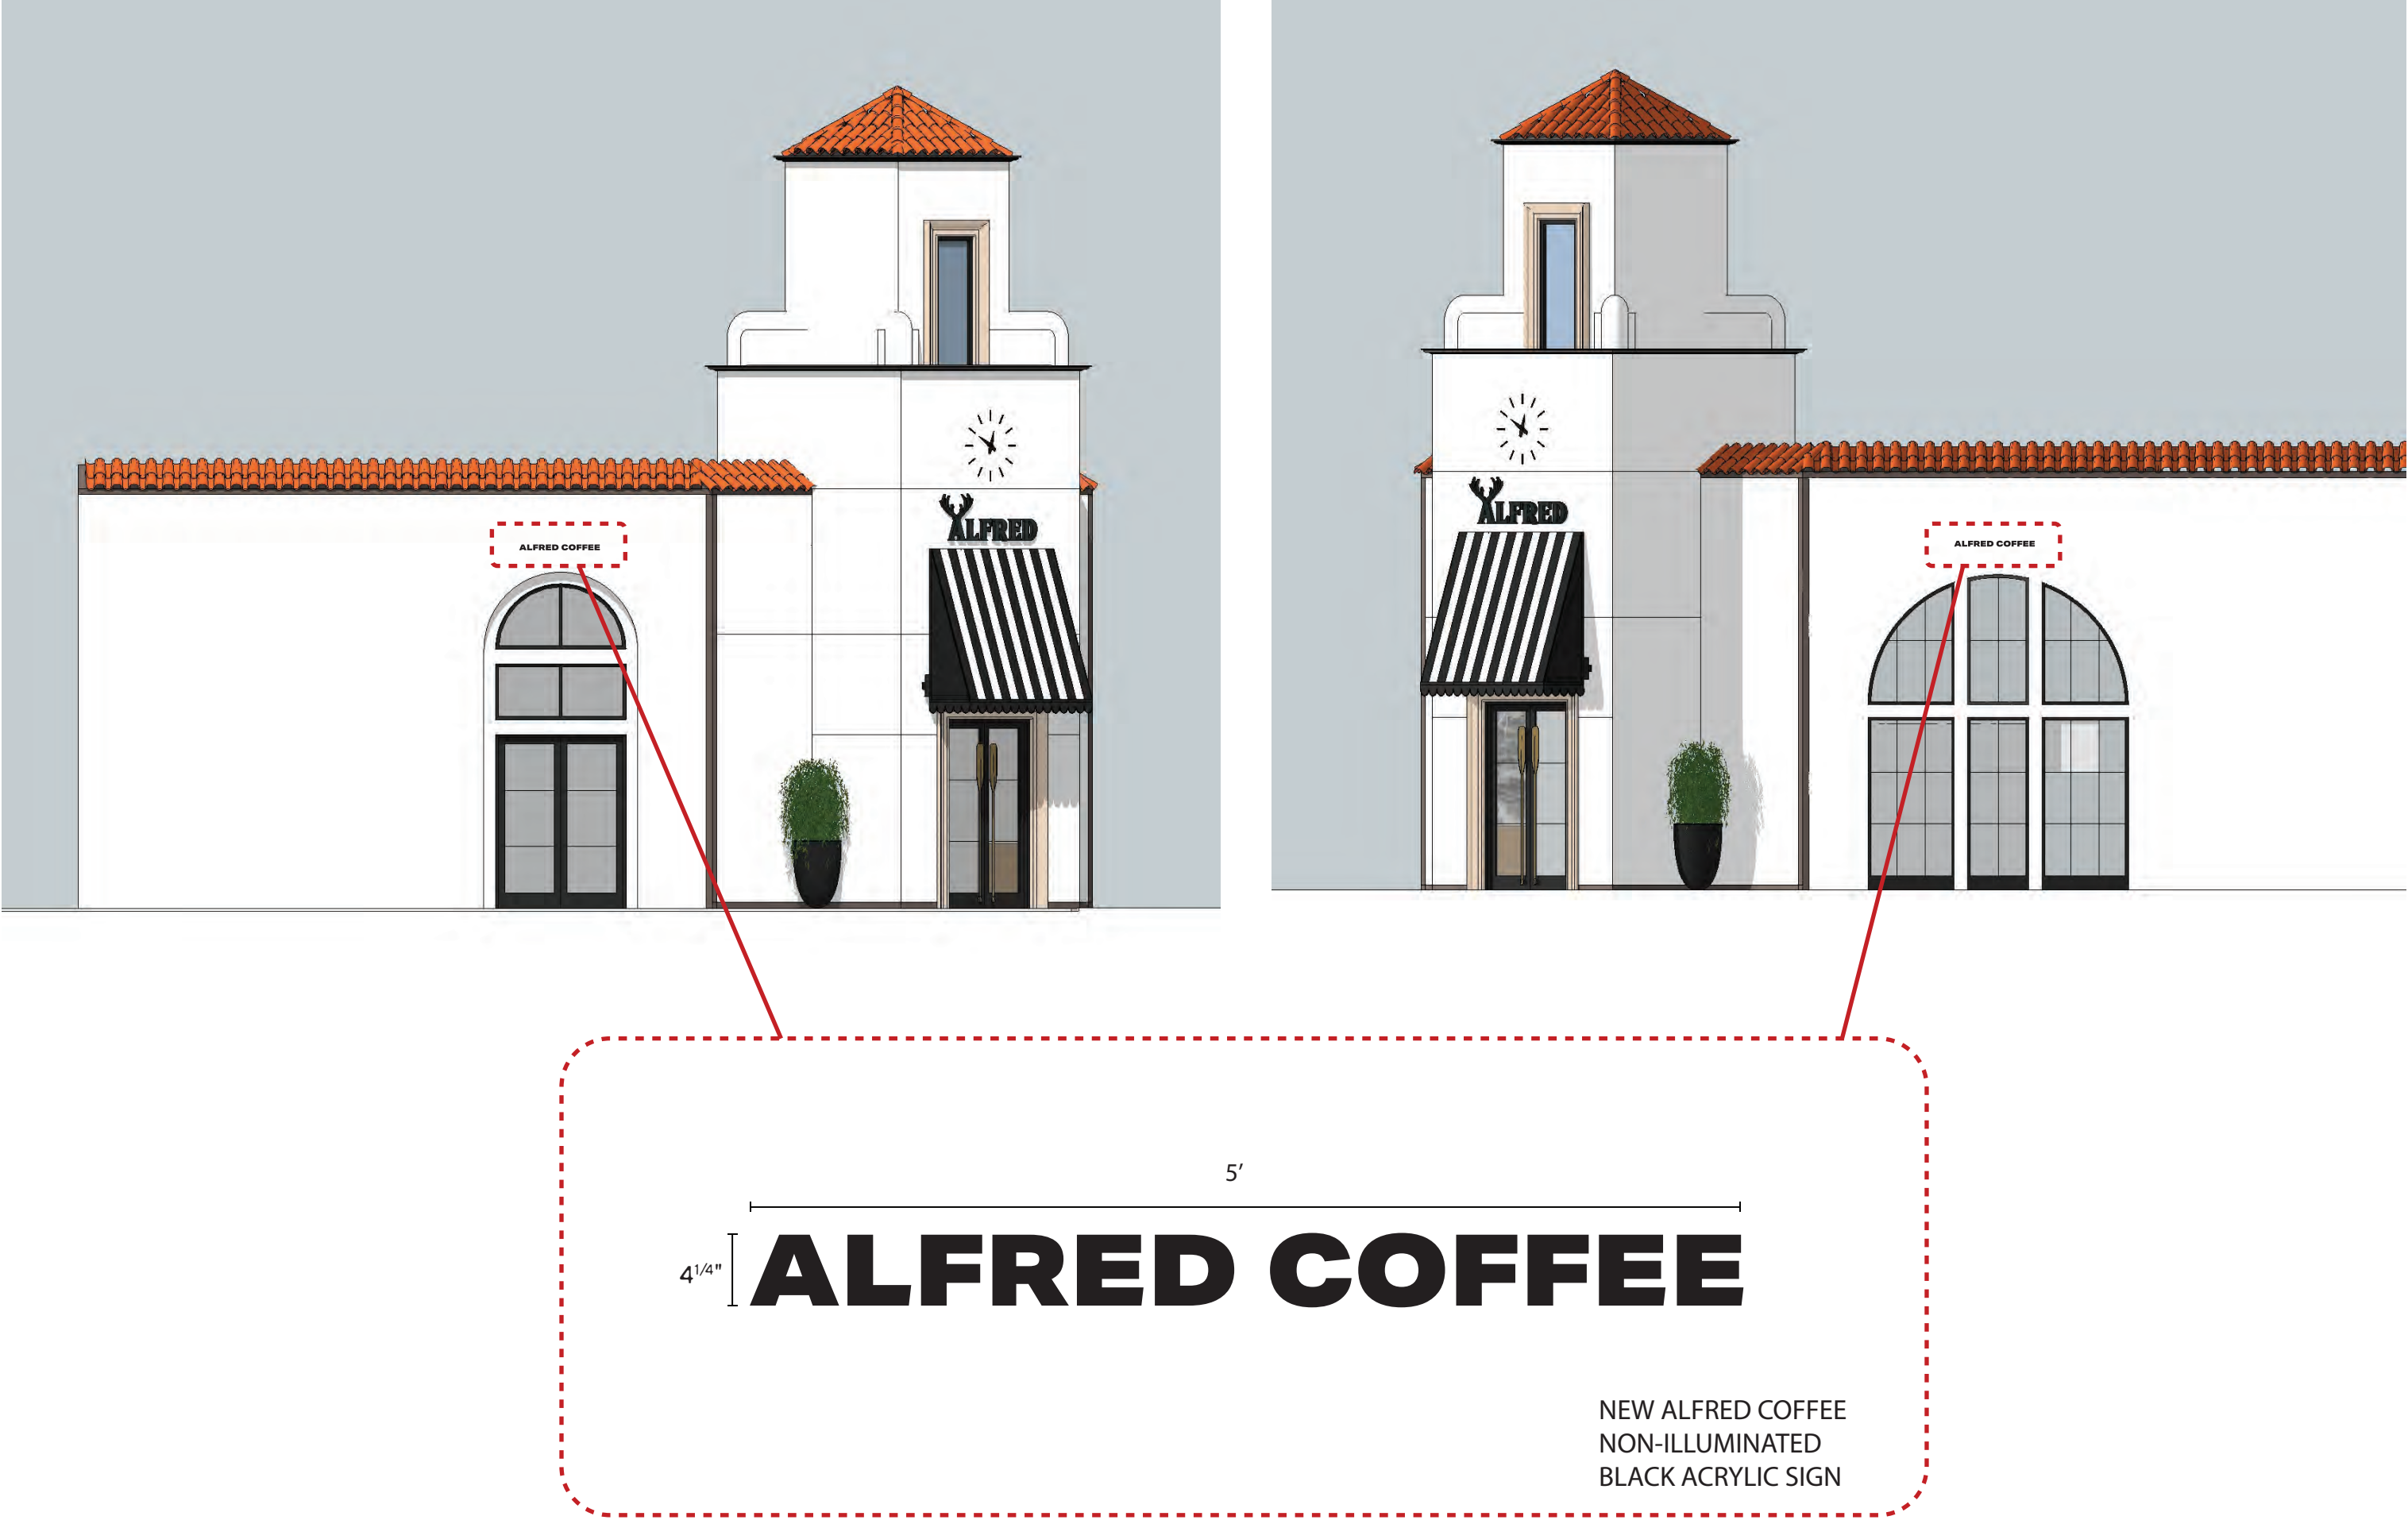 ALFRED
ALFRED
ALFRED COFFEE
ALFRED COFFEE
5'
4 1/4"
ALFRED COFFEE
NEW ALFRED COFFEE
NON-ILLUMINATED
BLACK ACRYLIC SIGN